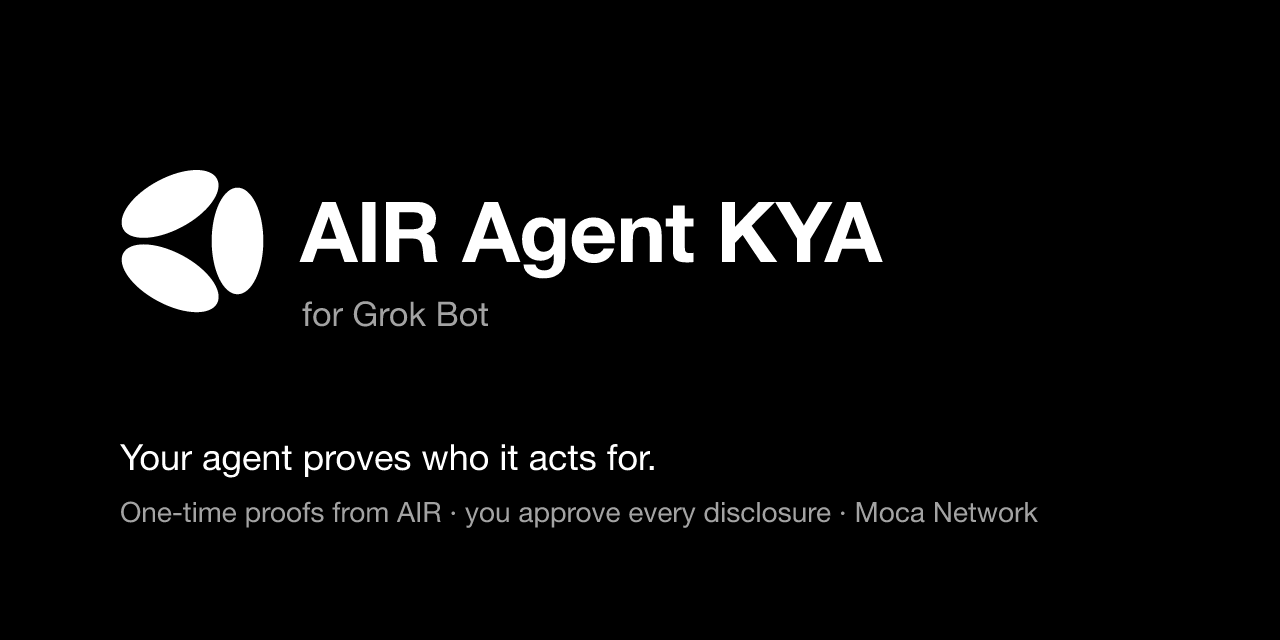 AIR Agent KYA
for Grok Bot
Your agent proves who it acts for.
One-time proofs from AIR · you approve every disclosure · Moca Network